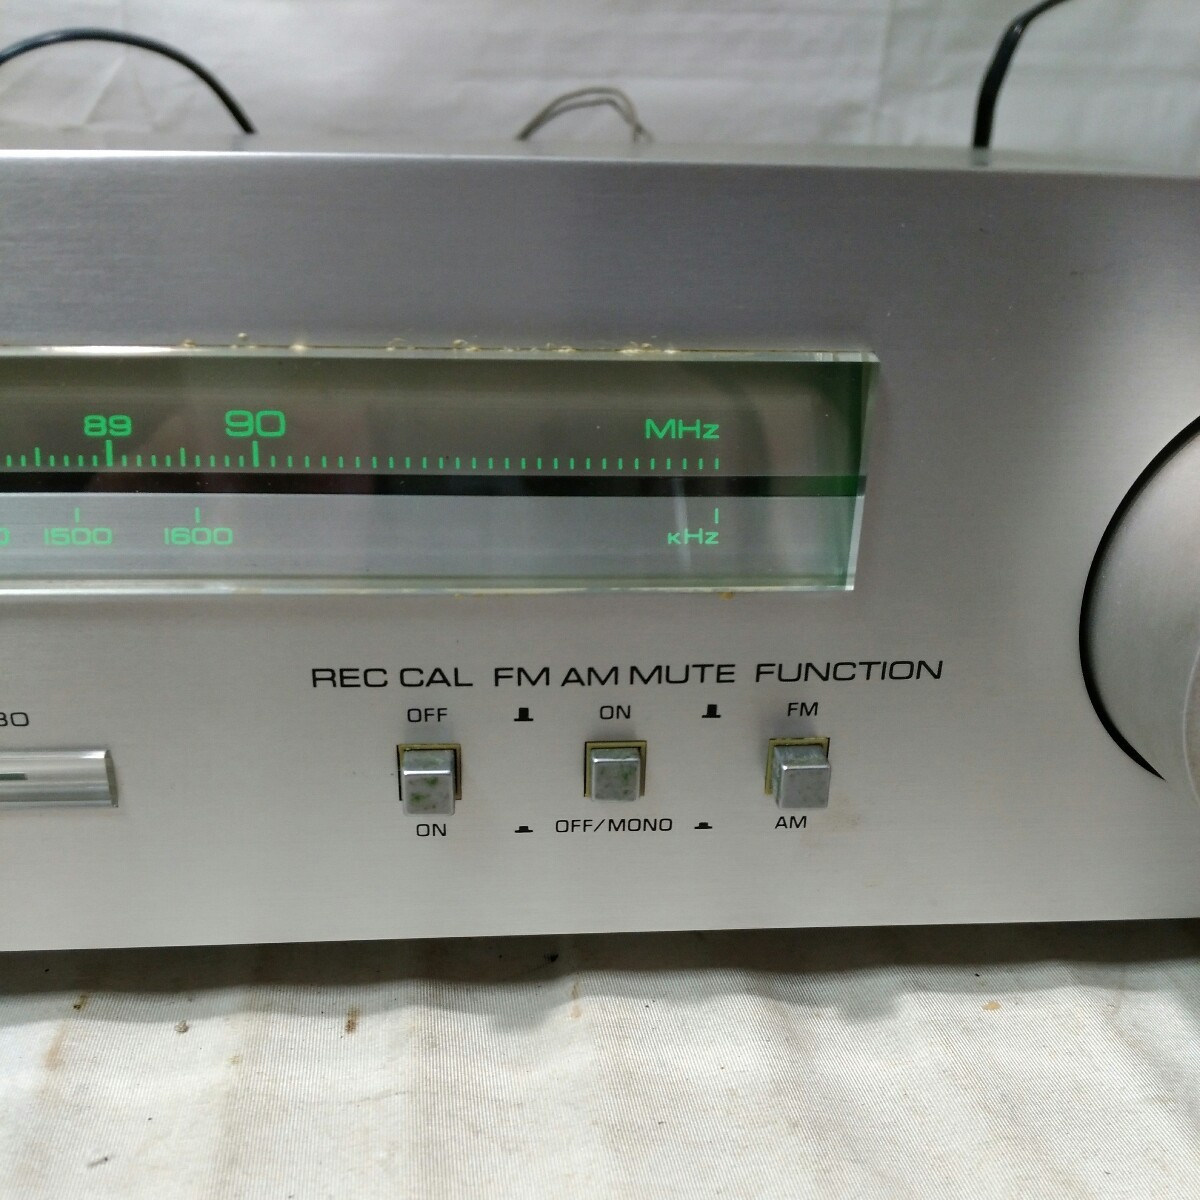 89 90 MHz
1500 1600 kHz
REC CAL FM AM MUTE FUNCTION
OFF ON FM
ON OFF/MONO AM